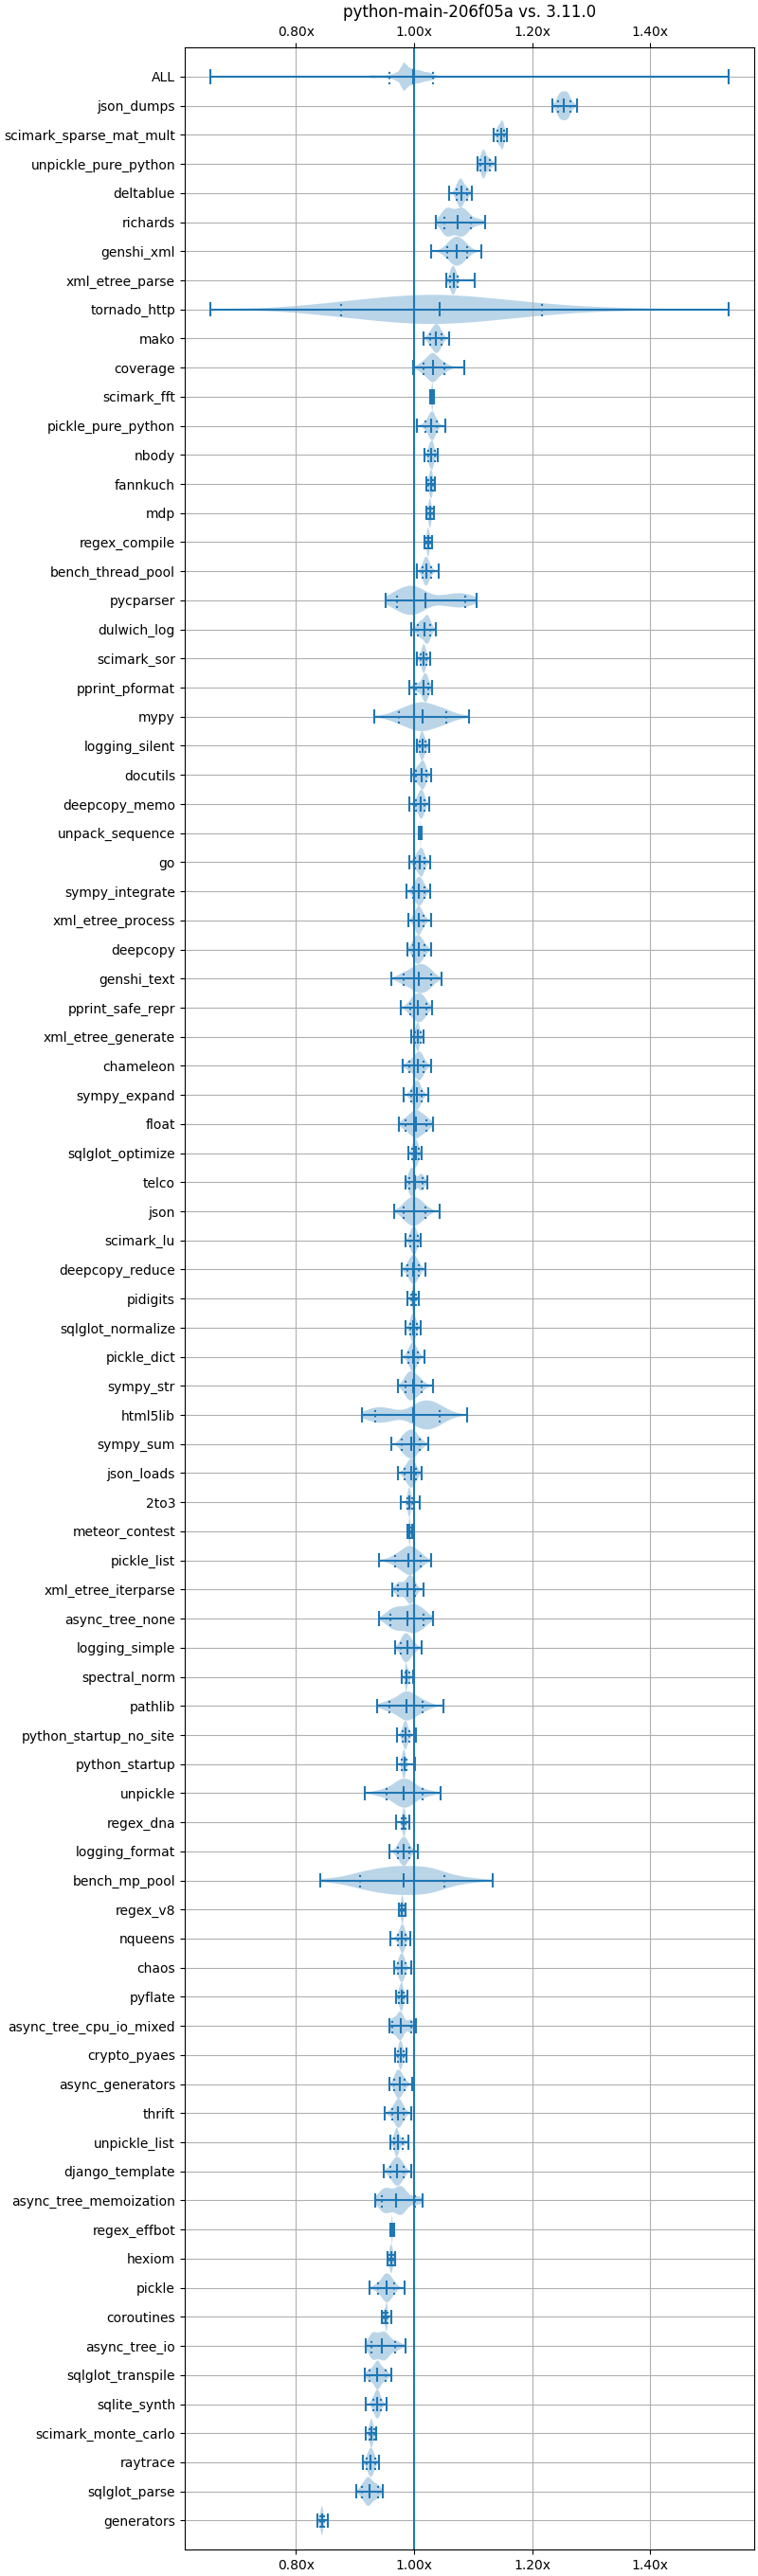 python-main-206f05a vs. 3.11.0
0.80x 1.00x 1.20x 1.40x
ALL
json_dumps
scimark_sparse_mat_mult
unpickle_pure_python
deltablue
richards
genshi_xml
xml_etree_parse
tornado_http
mako
coverage
scimark_fft
pickle_pure_python
nbody
fannkuch
mdp
regex_compile
bench_thread_pool
pycparser
dulwich_log
scimark_sor
pprint_pformat
mypy
logging_silent
docutils
deepcopy_memo
unpack_sequence
go
sympy_integrate
xml_etree_process
deepcopy
genshi_text
pprint_safe_repr
xml_etree_generate
chameleon
sympy_expand
float
sqlglot_optimize
telco
json
scimark_lu
deepcopy_reduce
pidigits
sqlglot_normalize
pickle_dict
sympy_str
html5lib
sympy_sum
json_loads
2to3
meteor_contest
pickle_list
xml_etree_iterparse
async_tree_none
logging_simple
spectral_norm
pathlib
python_startup_no_site
python_startup
unpickle
regex_dna
logging_format
bench_mp_pool
regex_v8
nqueens
chaos
pyflate
async_tree_cpu_io_mixed
crypto_pyaes
async_generators
thrift
unpickle_list
django_template
async_tree_memoization
regex_effbot
hexiom
pickle
coroutines
async_tree_io
sqlglot_transpile
sqlite_synth
scimark_monte_carlo
raytrace
sqlglot_parse
generators
0.80x 1.00x 1.20x 1.40x